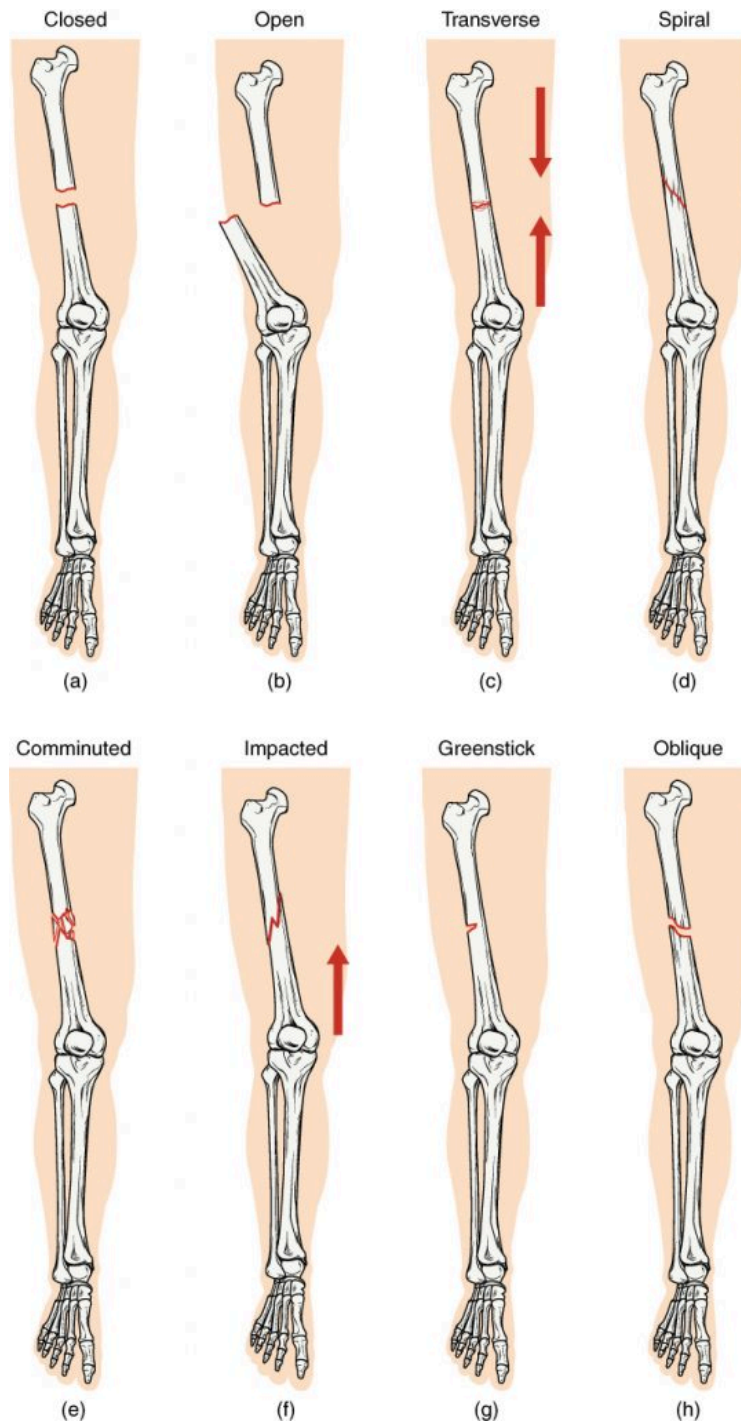 Closed Open Transverse Spiral
(a) (b) (c) (d)
Comminuted Impacted Greenstick Oblique
(e) (f) (g) (h)